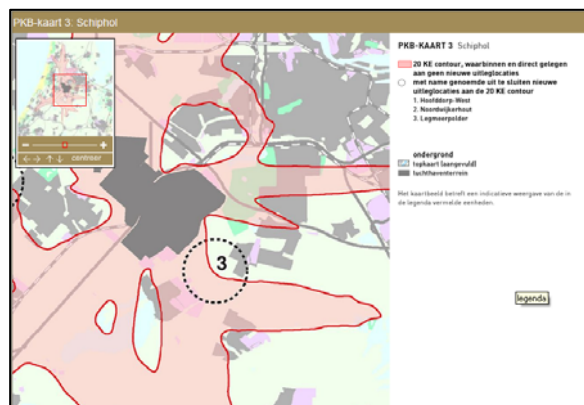 PKB-kaart 3: Schiphol
centreer
3
PKB-KAART 3 Schiphol
20 KE contour, waarbinnen en direct gelegen
aan geen nieuwe uitleglocaties
met name genoemde uit te sluiten nieuwe
uitleglocaties aan de 20 KE contour
1. Hoofddorp-West
2. Noordwijkerhout
3. Legmeerpolder
ondergrond
topkaart (aangevuld)
luchthaventerrein
Het kaartbeeld betreft een indicatieve weergave van de in
de legenda vermelde eenheden.
legenda